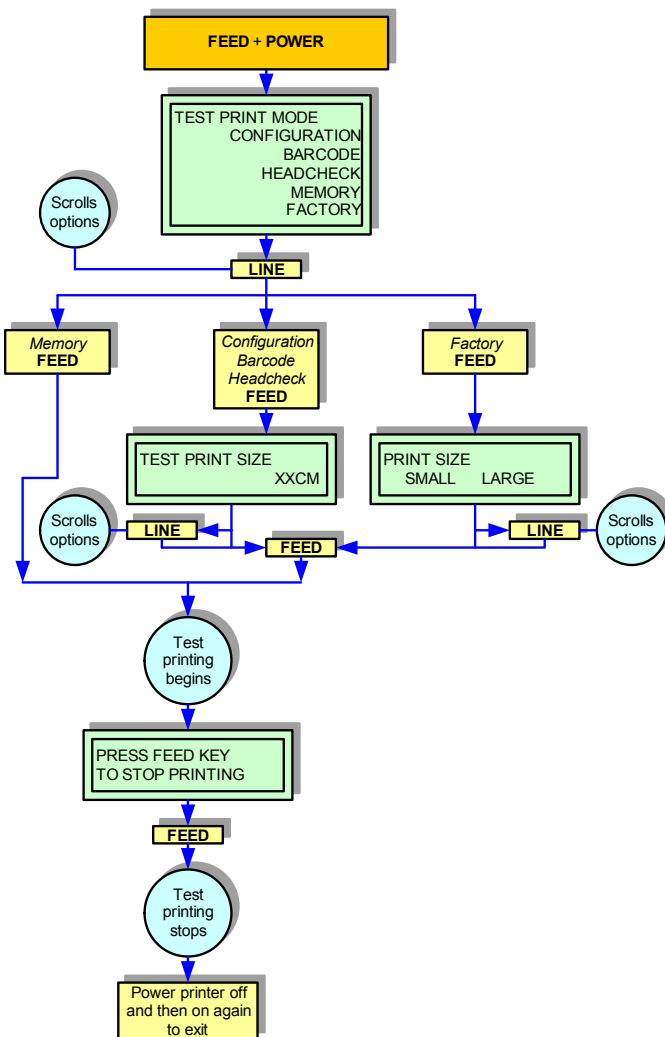 FEED + POWER
TEST PRINT MODE
CONFIGURATION
BARCODE
HEADCHECK
MEMORY
FACTORY
Scrolls
options
LINE
Memory
FEED
Configuration
Barcode
Headcheck
FEED
Factory
FEED
TEST PRINT SIZE
XXCM
PRINT SIZE
SMALL LARGE
Scrolls
options
LINE
FEED
LINE
Scrolls
options
Test
printing
begins
PRESS FEED KEY
TO STOP PRINTING
FEED
Test
printing
stops
Power printer off
and then on again
to exit